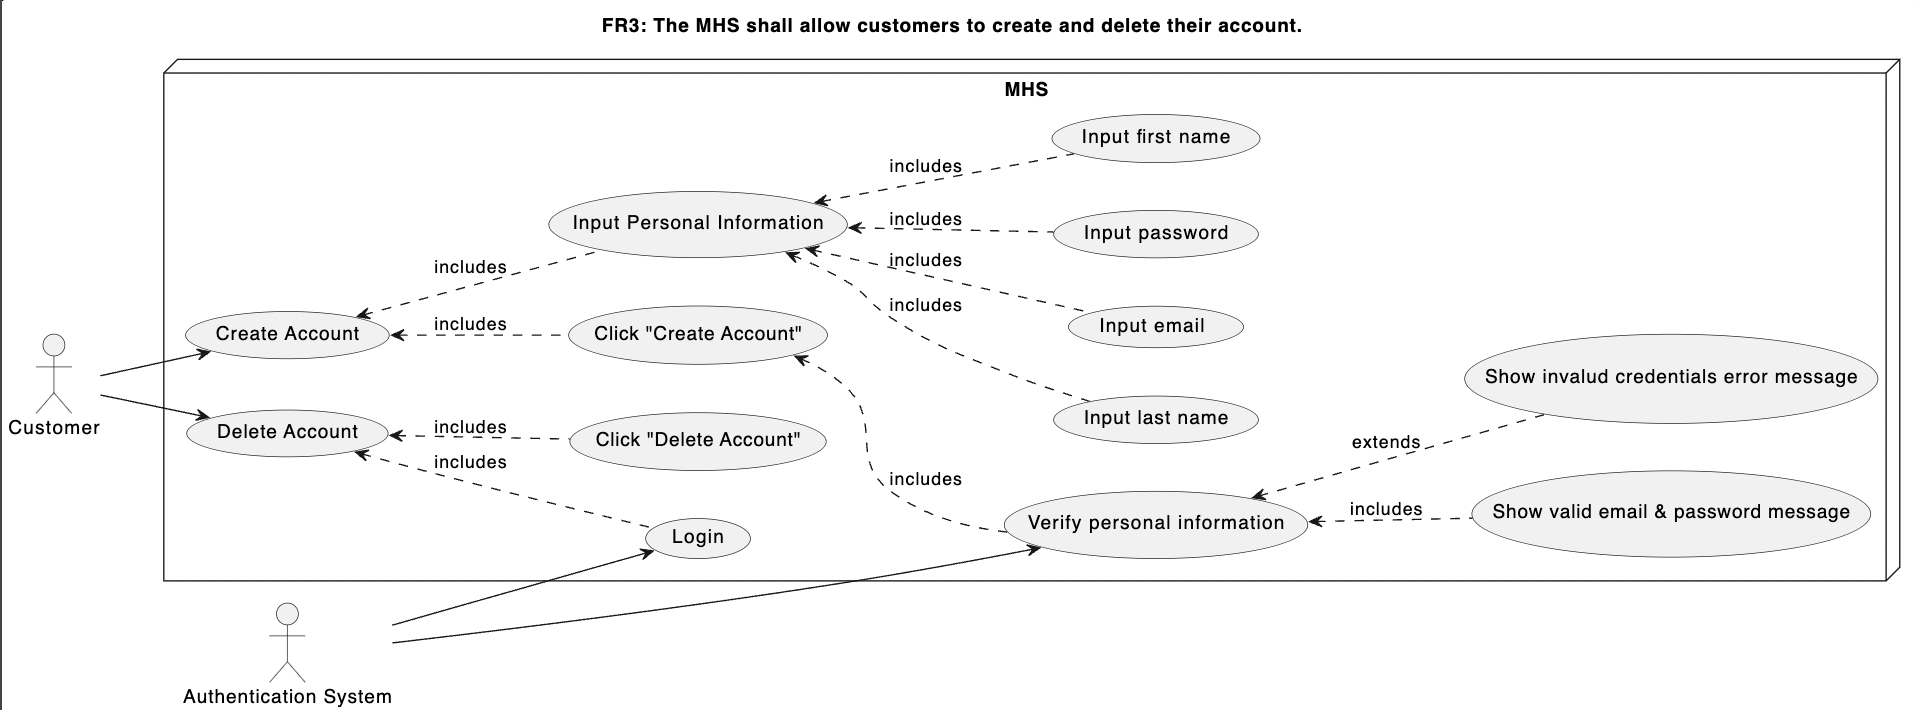 FR3: The MHS shall allow customers to create and delete their account.
MHS
Input first name
includes
Input Personal Information
includes
Input password
includes
Input email
includes
includes
Create Account
includes
Click "Create Account"
Input last name
Show invalud credentials error message
Customer
Delete Account
includes
Click "Delete Account"
includes
extends
includes
Login
Verify personal information
includes
Show valid email & password message
Authentication System